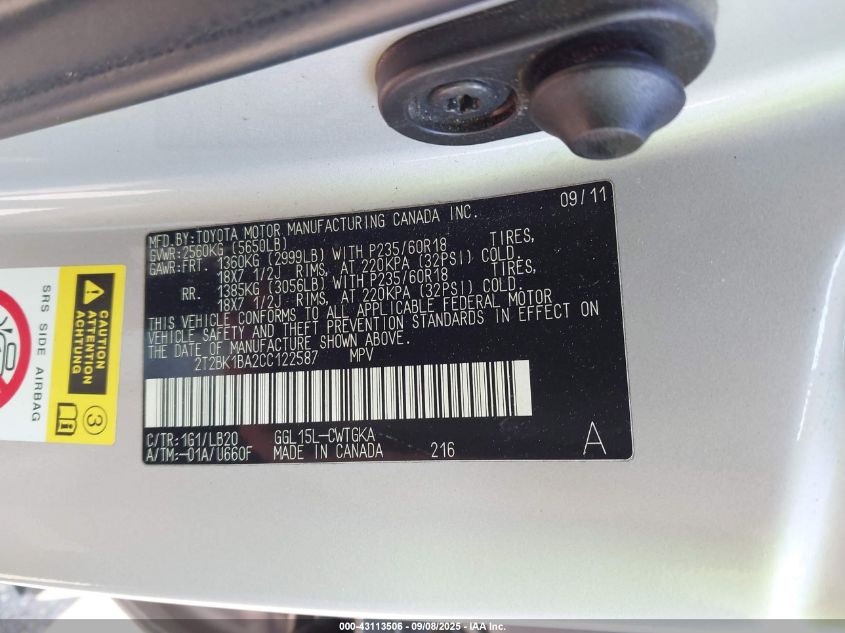 09/11
MFD.BY:TOYOTA MOTOR MANUFACTURING CANADA INC.
GVWR:2560KG (5650LB)
GAWR:FRT. 1360KG (2999LB) WITH P235/60R18 TIRES,
18X7 1/2J RIMS, AT 220KPA (32PSI) COLD.
RR. 1385KG (3056LB) WITH P235/60R18 TIRES,
18X7 1/2J RIMS, AT 220KPA (32PSI) COLD.
THIS VEHICLE CONFORMS TO ALL APPLICABLE FEDERAL MOTOR
VEHICLE SAFETY AND THEFT PREVENTION STANDARDS IN EFFECT ON
THE DATE OF MANUFACTURE SHOWN ABOVE.
2T2BK1BA2CC122587 MPV
C/TR:1G1/LB20 GGL15L-CWTGKA
A/TM:-01A/U660F MADE IN CANADA 216
A
CAUTION
ATTENTION
SRS SIDE AIRBAG
3
000-43113506 - 09/08/2025 - IAA Inc.